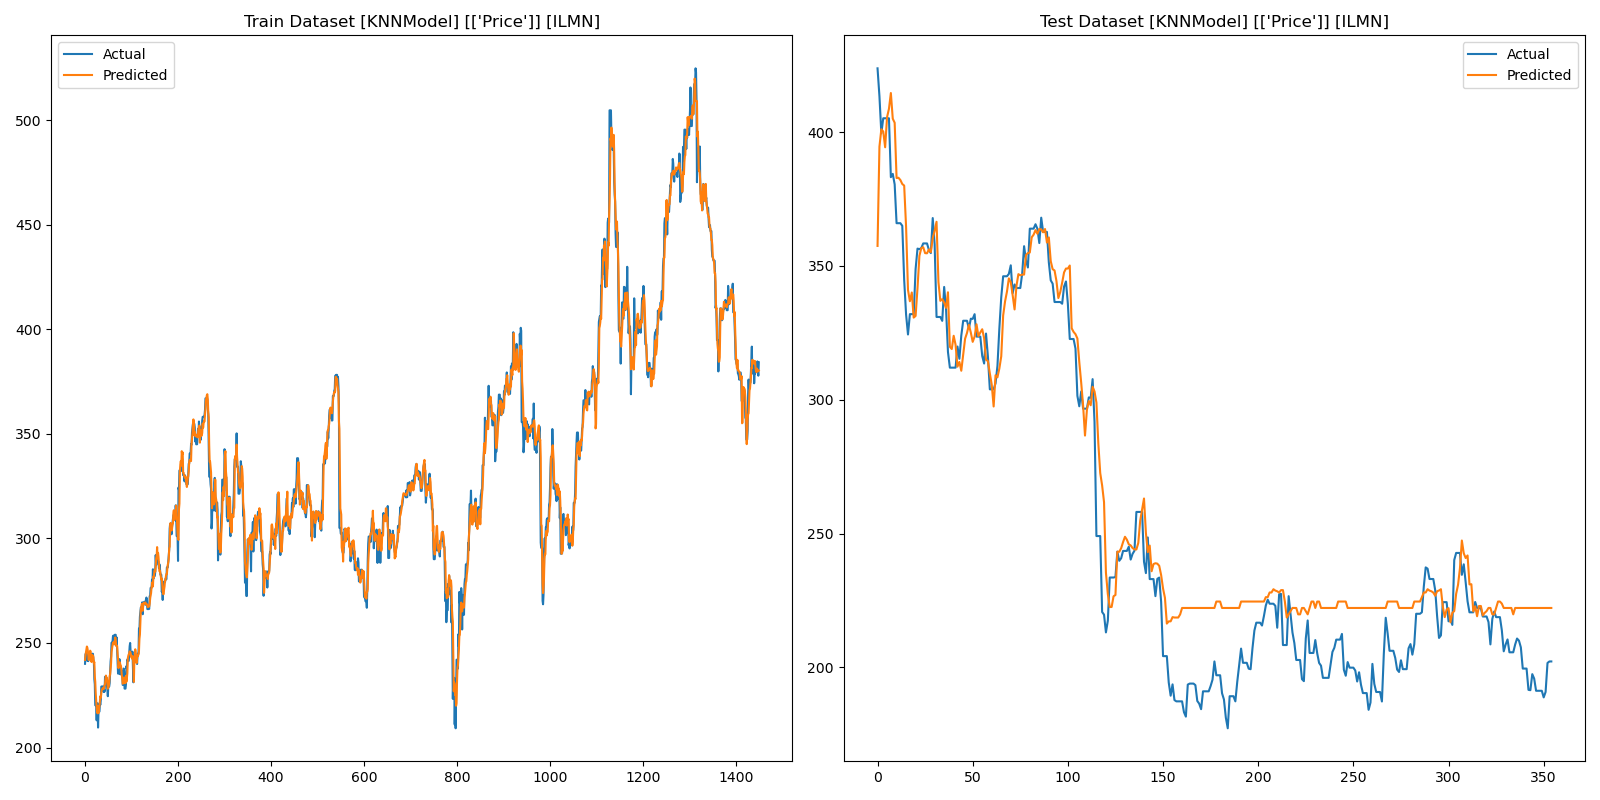 Train Dataset [KNNModel] [['Price']] [ILMN]
Actual
Predicted
500
450
400
350
300
250
200
0 200 400 600 800 1000 1200 1400
Test Dataset [KNNModel] [['Price']] [ILMN]
Actual
Predicted
400
350
300
250
200
0 50 100 150 200 250 300 350